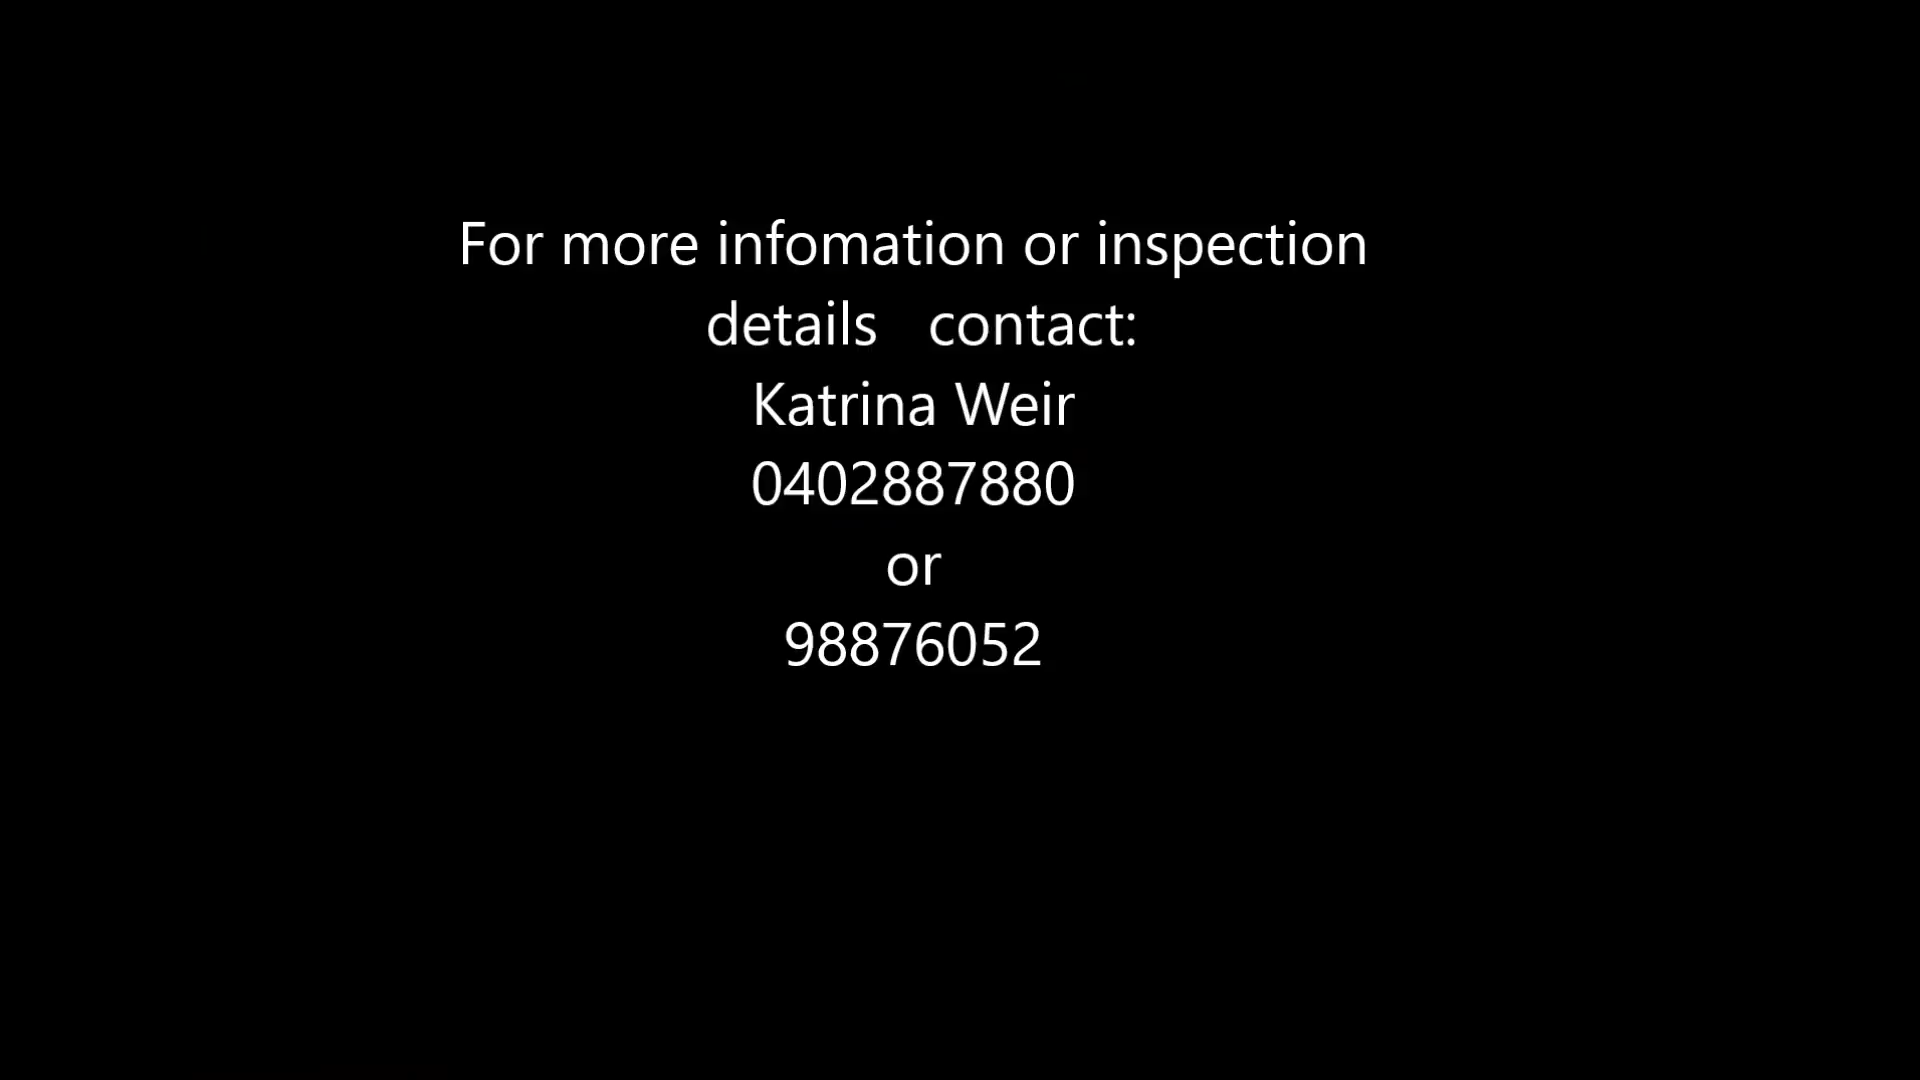 For more infomation or inspection
details   contact:
Katrina Weir
0402887880
or
98876052